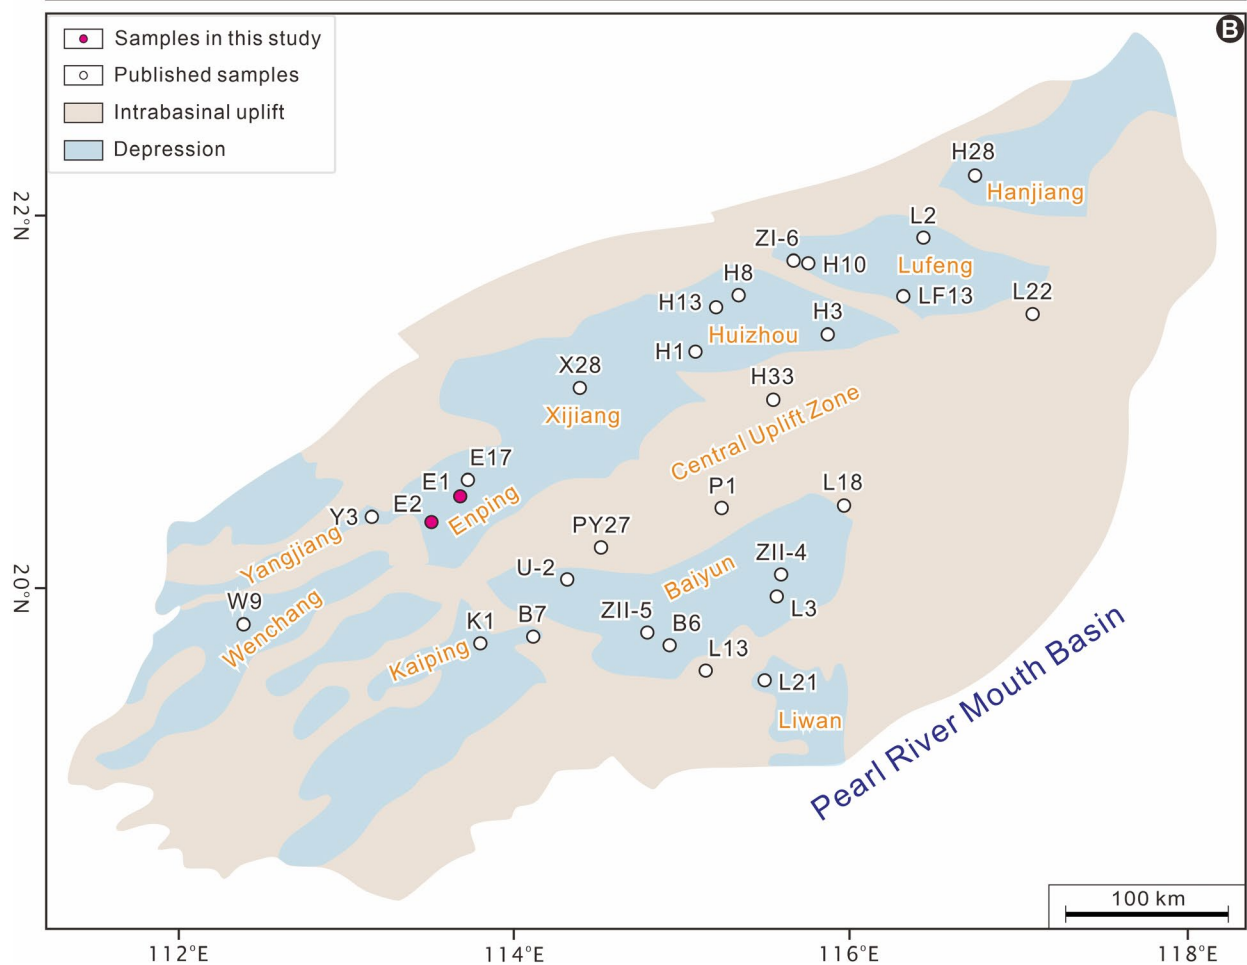 B
Samples in this study
Published samples
Intrabasinal uplift
Depression
22°N
20°N
H28
Hanjiang
L2
ZI-6
H10
Lufeng
H8
H13
LF13
L22
H3
Huizhou
H1
X28
H33
Xijiang
Central Uplift Zone
E17
E1
E2
Enping
P1
L18
Y3
PY27
Yangjiang
ZII-4
U-2
Baiyun
W9
L3
Wenchang
K1
B7
ZII-5
B6
Kaiping
L13
L21
Liwan
Pearl River Mouth Basin
100 km
112°E
114°E
116°E
118°E